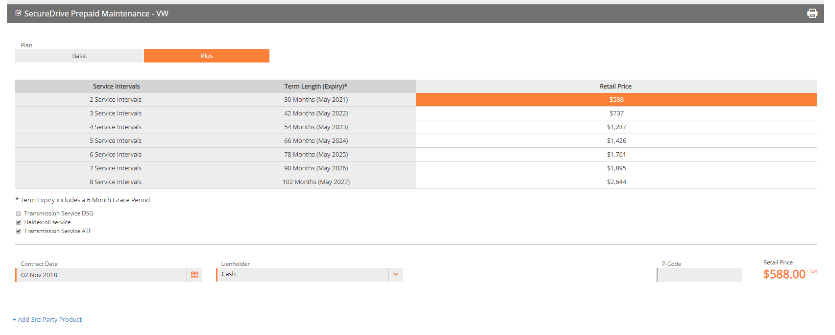 SecureDrive Prepaid Maintenance - VW
Plan
Basic Plus
Service Intervals Term Length (Expiry)* Retail Price
2 Service Intervals 30 Months (May 2021) $588
3 Service Intervals 42 Months (May 2022) $737
4 Service Intervals 54 Months (May 2023) $1,287
5 Service Intervals 66 Months (May 2024) $1,426
6 Service Intervals 78 Months (May 2025) $1,761
7 Service Intervals 90 Months (May 2026) $1,895
8 Service Intervals 102 Months (May 2027) $2,644
* Term Expiry includes a 6 Month Grace Period
Transmission Service DSG
Haldex oil service
Transmission Service ATF
Contract Date Lienholder P-Code Retail Price
02 Nov 2018 Cash $588.00
+ Add 3rd Party Product